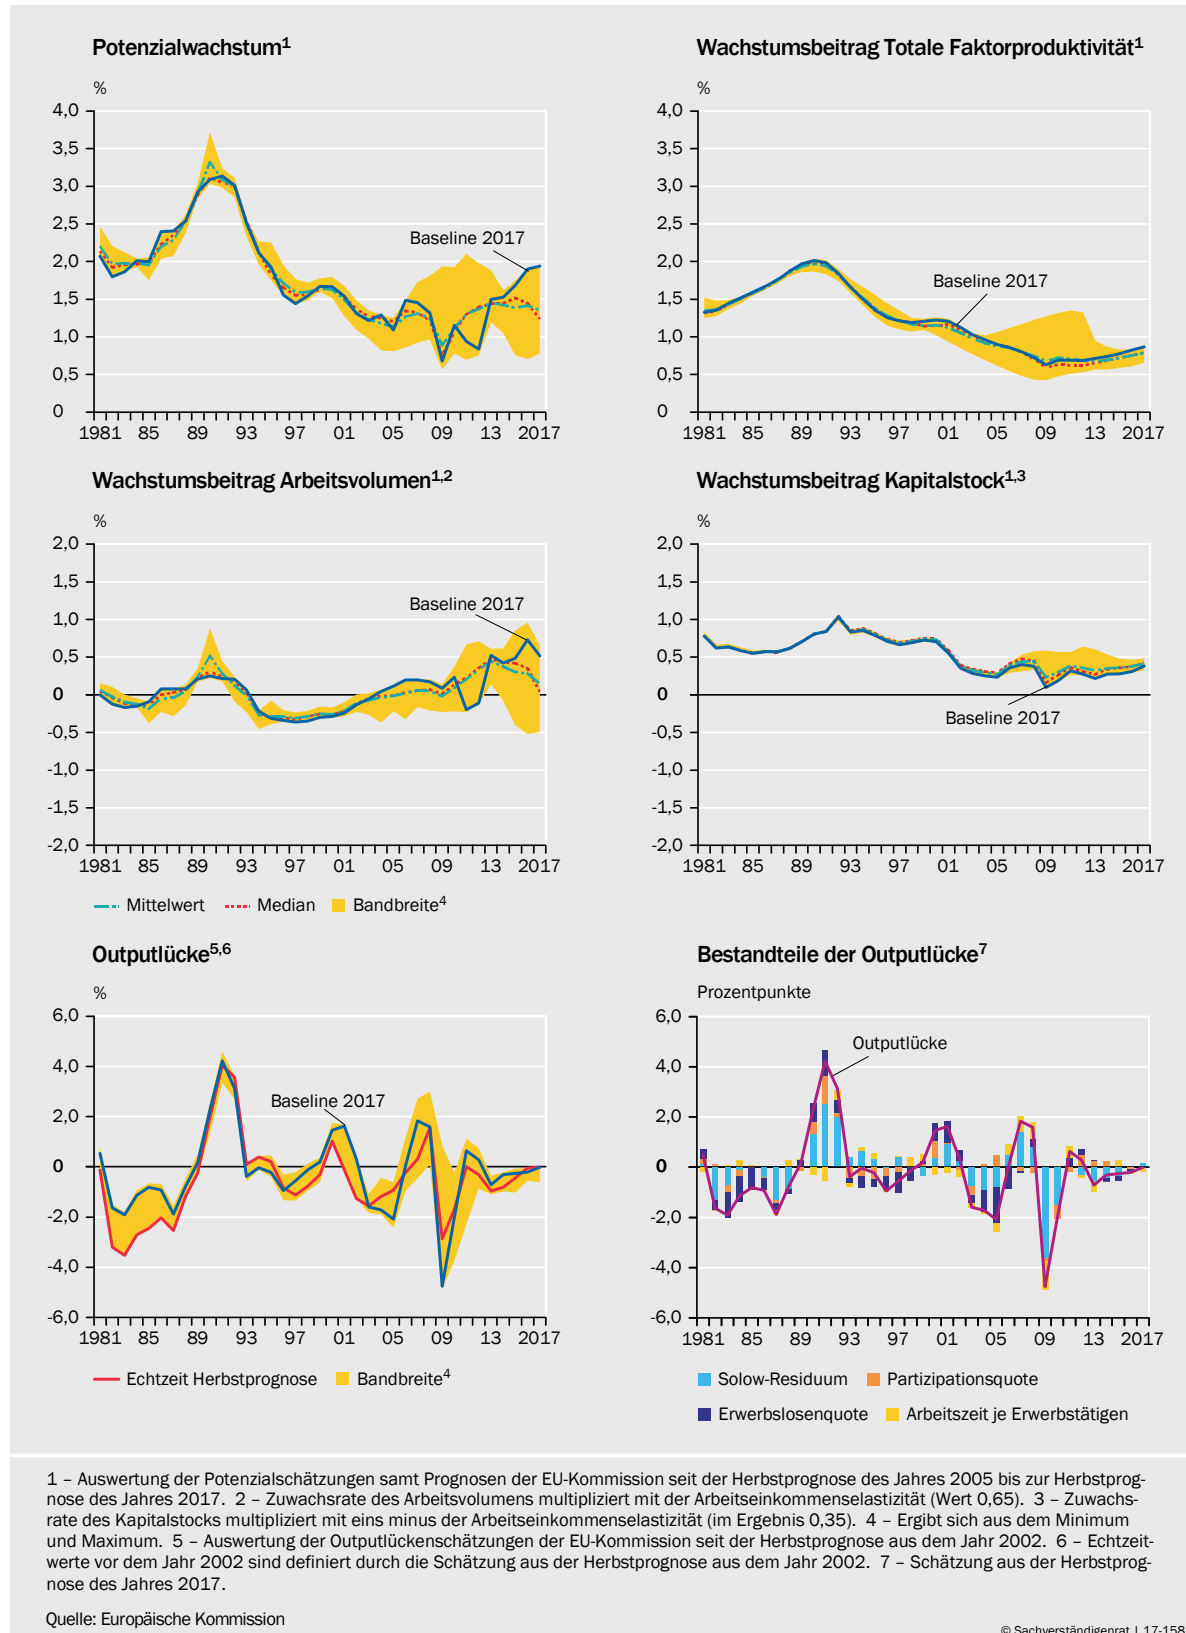 Potenzialwachstum1
%
4,0
3,5
3,0
2,5
2,0
1,5
1,0
0,5
0
Baseline 2017
1981 85 89 93 97 01 05 09 13 2017
Wachstumsbeitrag Totale Faktorproduktivität1
%
4,0
3,5
3,0
2,5
2,0
1,5
1,0
0,5
0
Baseline 2017
1981 85 89 93 97 01 05 09 13 2017
Wachstumsbeitrag Arbeitsvolumen1,2
%
2,0
1,5
1,0
0,5
0
-0,5
-1,0
-1,5
-2,0
Baseline 2017
1981 85 89 93 97 01 05 09 13 2017
Wachstumsbeitrag Kapitalstock1,3
%
2,0
1,5
1,0
0,5
0
-0,5
-1,0
-1,5
-2,0
Baseline 2017
1981 85 89 93 97 01 05 09 13 2017
Mittelwert Median Bandbreite4
Outputlücke5,6
%
6,0
4,0
2,0
0
-2,0
-4,0
-6,0
Baseline 2017
1981 85 89 93 97 01 05 09 13 2017
Echtzeit Herbstprognose Bandbreite4
Bestandteile der Outputlücke7
Prozentpunkte
6,0
4,0
2,0
0
-2,0
-4,0
-6,0
Outputlücke
1981 85 89 93 97 01 05 09 13 2017
Solow-Residuum Partizipationsquote
Erwerbslosenquote Arbeitszeit je Erwerbstätigen
1 – Auswertung der Potenzialschätzungen samt Prognosen der EU-Kommission seit der Herbstprognose des Jahres 2005 bis zur Herbstprog-
nose des Jahres 2017. 2 – Zuwachsrate des Arbeitsvolumens multipliziert mit der Arbeitseinkommenselastizität (Wert 0,65). 3 – Zuwachs-
rate des Kapitalstocks multipliziert mit eins minus der Arbeitseinkommenselastizität (im Ergebnis 0,35). 4 – Ergibt sich aus dem Minimum
und Maximum. 5 – Auswertung der Outputlückenschätzungen der EU-Kommission seit der Herbstprognose aus dem Jahr 2002. 6 – Echtzeit-
werte vor dem Jahr 2002 sind definiert durch die Schätzung aus der Herbstprognose aus dem Jahr 2002. 7 – Schätzung aus der Herbstprog-
nose des Jahres 2017.
Quelle: Europäische Kommission
© Sachverständigenrat | 17-158